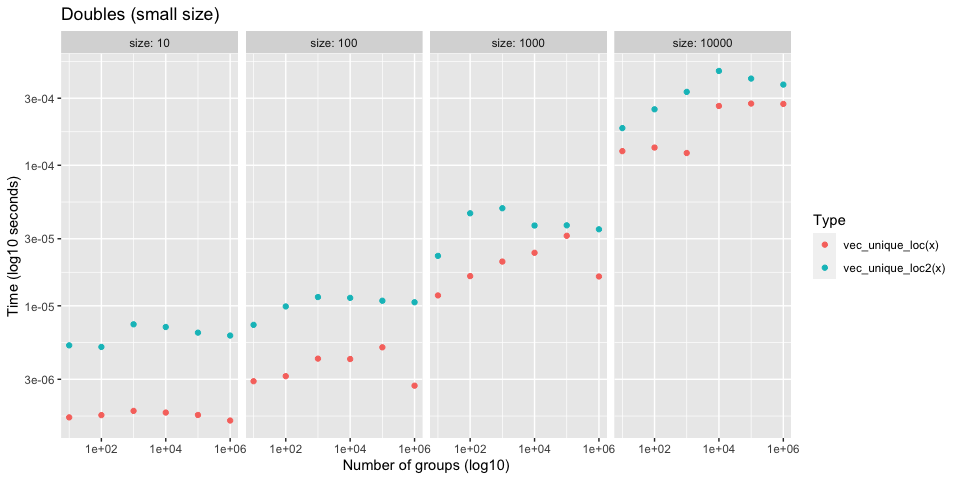 Doubles (small size)
size: 10
size: 100
size: 1000
size: 10000
3e-04
1e-04
3e-05
1e-05
3e-06
Time (log10 seconds)
1e+02 1e+04 1e+06
1e+02 1e+04 1e+06
1e+02 1e+04 1e+06
1e+02 1e+04 1e+06
Number of groups (log10)
Type
vec_unique_loc(x)
vec_unique_loc2(x)